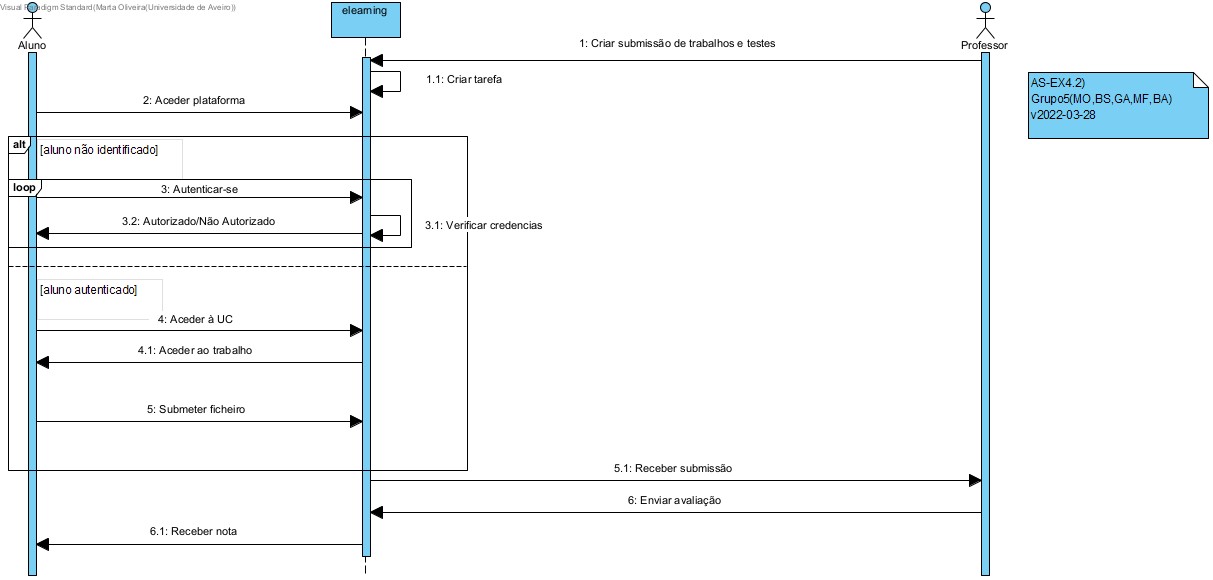 Visual Paradigm Standard(Marta Oliveira(Universidade de Aveiro))
elearning
Aluno
Professor
1: Criar submissão de trabalhos e testes
1.1: Criar tarefa
AS-EX4.2)
Grupo5(MO,BS,GA,MF,BA)
v2022-03-28
2: Aceder plataforma
alt
[aluno não identificado]
loop
3: Autenticar-se
3.2: Autorizado/Não Autorizado
3.1: Verificar credencias
[aluno autenticado]
4: Aceder à UC
4.1: Aceder ao trabalho
5: Submeter ficheiro
5.1: Receber submissão
6: Enviar avaliação
6.1: Receber nota